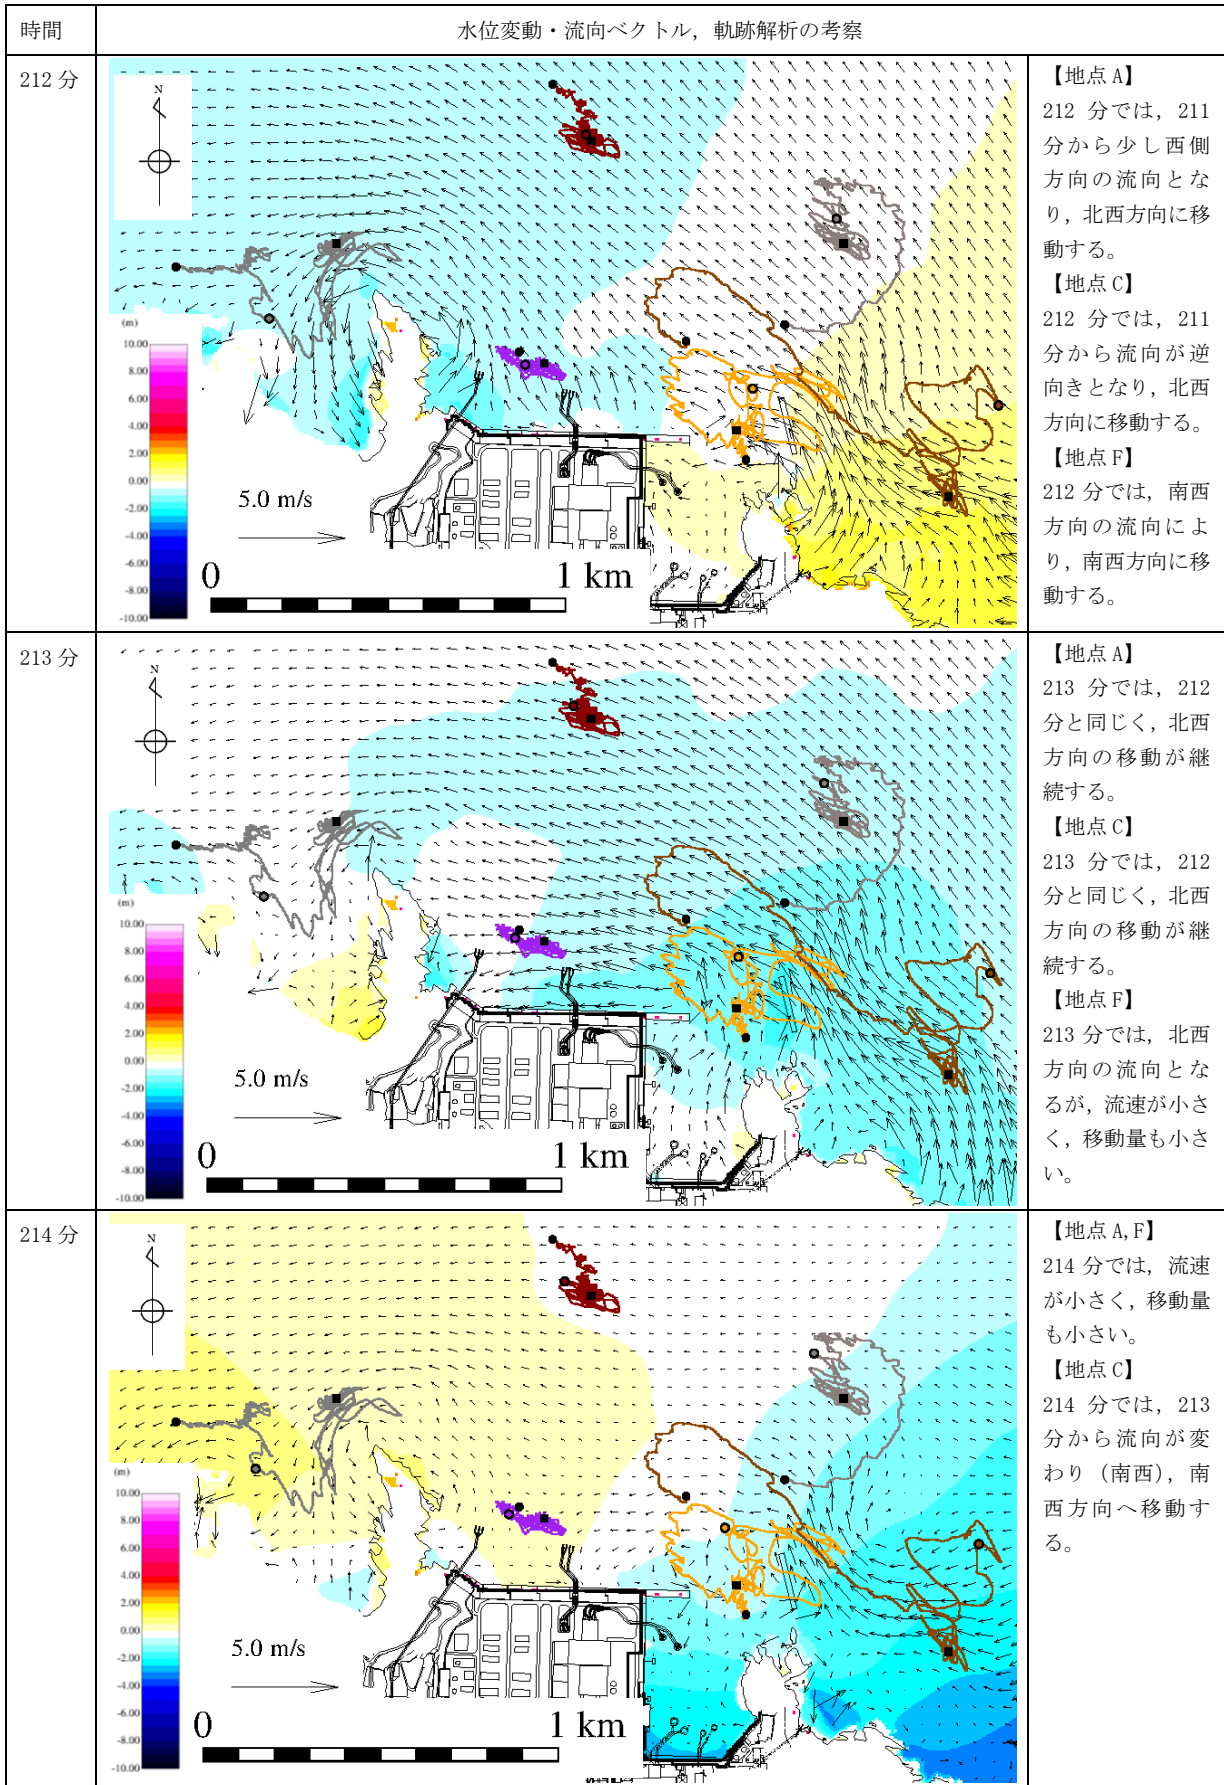 時間
水位変動・流向ベクトル，軌跡解析の考察
212 分
N
(m)
10.00
8.00
6.00
4.00
2.00
0.00
-2.00
-4.00
-6.00
-8.00
-10.00
5.0 m/s
0
1 km
【地点 A】
212 分では，211
分から少し西側
方向の流向とな
り，北西方向に移
動する。
【地点 C】
212 分では，211
分から流向が逆
向きとなり，北西
方向に移動する。
【地点 F】
212 分では，南西
方向の流向によ
り，南西方向に移
動する。
213 分
N
(m)
10.00
8.00
6.00
4.00
2.00
0.00
-2.00
-4.00
-6.00
-8.00
-10.00
5.0 m/s
0
1 km
【地点 A】
213 分では，212
分と同じく，北西
方向の移動が継
続する。
【地点 C】
213 分では，212
分と同じく，北西
方向の移動が継
続する。
【地点 F】
213 分では，北西
方向の流向とな
るが，流速が小さ
く，移動量も小さ
い。
214 分
N
(m)
10.00
8.00
6.00
4.00
2.00
0.00
-2.00
-4.00
-6.00
-8.00
-10.00
5.0 m/s
0
1 km
【地点 A,F】
214 分では，流速
が小さく，移動量
も小さい。
【地点 C】
214 分では，213
分から流向が変
わり（南西），南
西方向へ移動す
る。